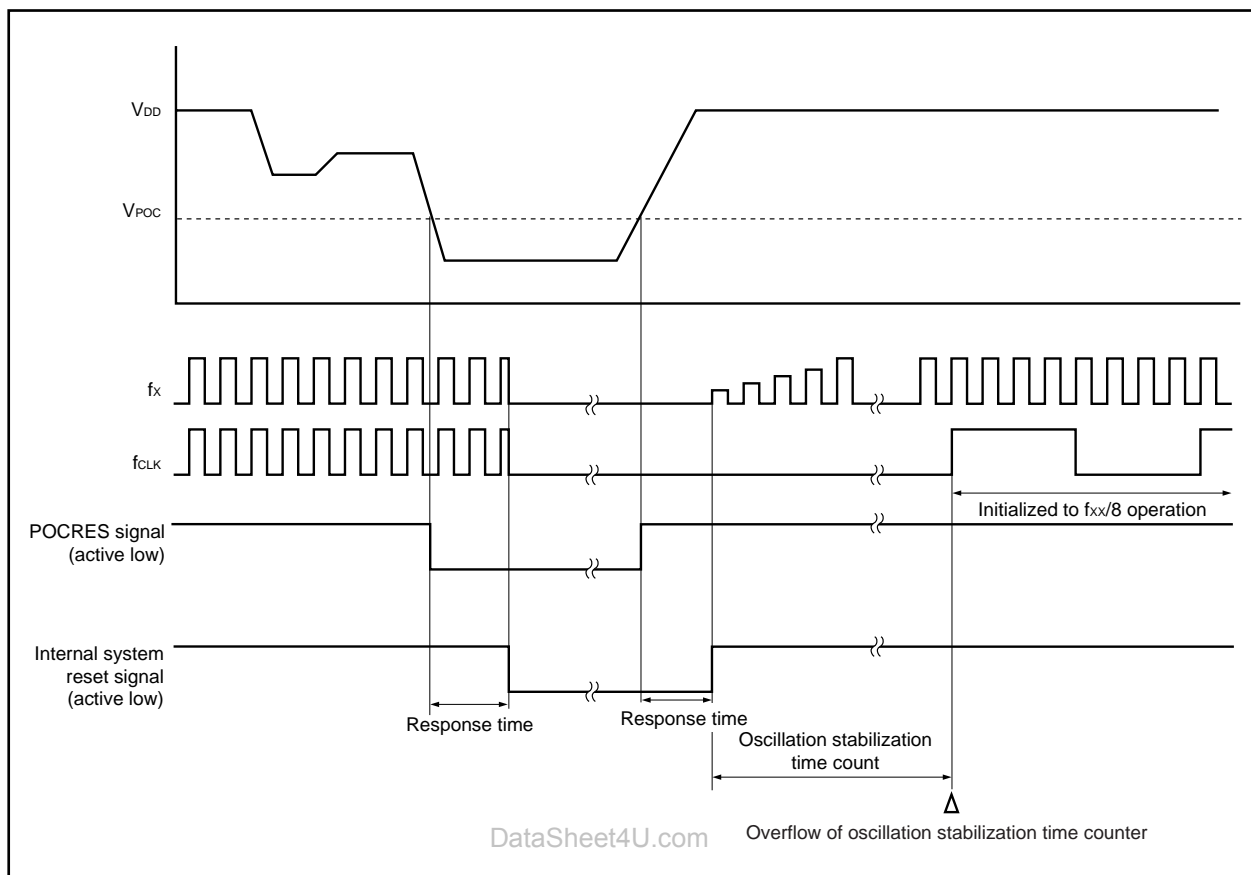 VDD
VPOC
fX
fCLK
Initialized to fXX/8 operation
POCRES signal
(active low)
Internal system
reset signal
(active low)
Response time
Response time
Oscillation stabilization
time count
Overflow of oscillation stabilization time counter
DataSheet4U.com